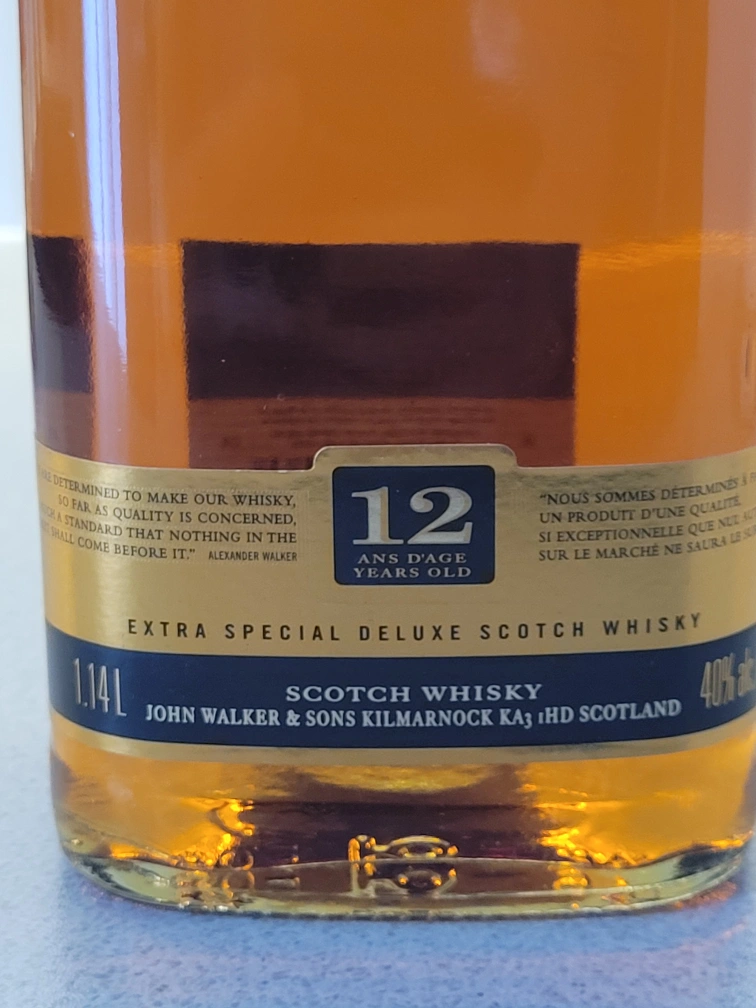 DETERMINED TO MAKE OUR WHISKY,
SO FAR AS QUALITY IS CONCERNED,
A STANDARD THAT NOTHING IN THE
SHALL COME BEFORE IT." ALEXANDER WALKER
12
ANS D'AGE
YEARS OLD
"NOUS SOMMES DÉTERMINÉS À
UN PRODUIT D'UNE QUALITÉ,
SI EXCEPTIONNELLE QUE NUL
SUR LE MARCHÉ NE SAURA
EXTRA SPECIAL DELUXE SCOTCH WHISKY
1.14 L
SCOTCH WHISKY
40% alc
JOHN WALKER & SONS KILMARNOCK KA3 1HD SCOTLAND